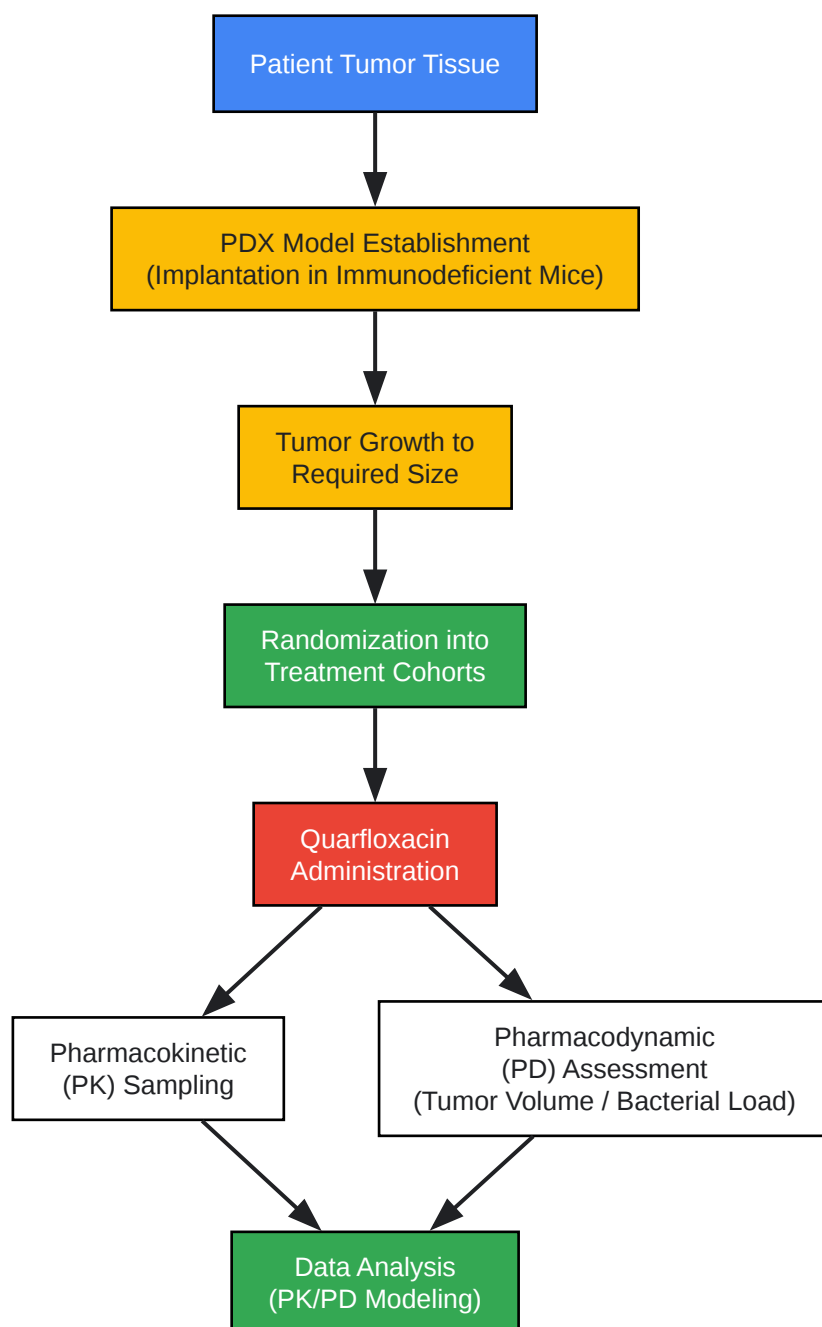 Patient Tumor Tissue
PDX Model Establishment
(Implantation in Immunodeficient Mice)
Tumor Growth to
Required Size
Randomization into
Treatment Cohorts
Quarfloxacin
Administration
Pharmacokinetic
(PK) Sampling
Pharmacodynamic
(PD) Assessment
(Tumor Volume / Bacterial Load)
Data Analysis
(PK/PD Modeling)